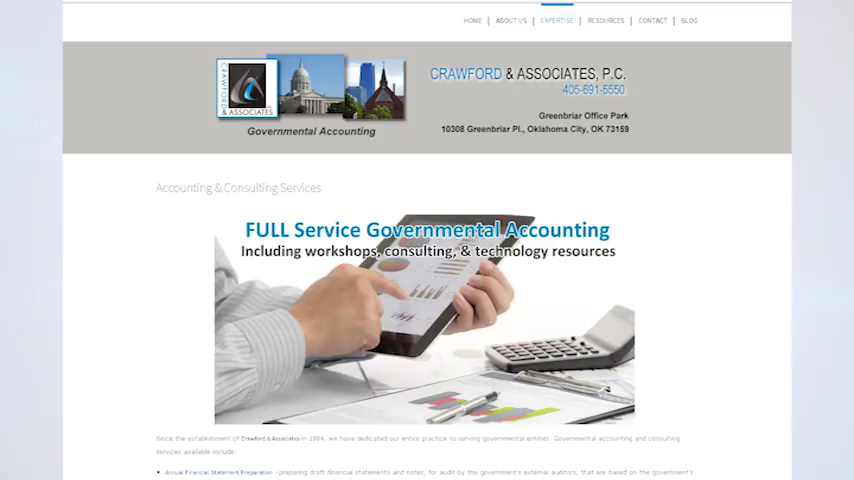 HOME | ABOUT US | EXPERTISE | RESOURCES | CONTACT | BLOG
CRAWFORD & ASSOCIATES
Governmental Accounting
CRAWFORD & ASSOCIATES, P.C.
405-691-5550
Greenbriar Office Park
10308 Greenbriar Pl., Oklahoma City, OK 73159
Accounting & Consulting Services
FULL Service Governmental Accounting
Including workshops, consulting, & technology resources
Since the establishment of Crawford & Associates in 1984, we have dedicated our entire practice to serving governmental entities. Governmental accounting and consulting
services available include:
• Annual Financial Statement Preparation - preparing draft financial statements and notes, for audit by the government's external auditors, that are based on the government's